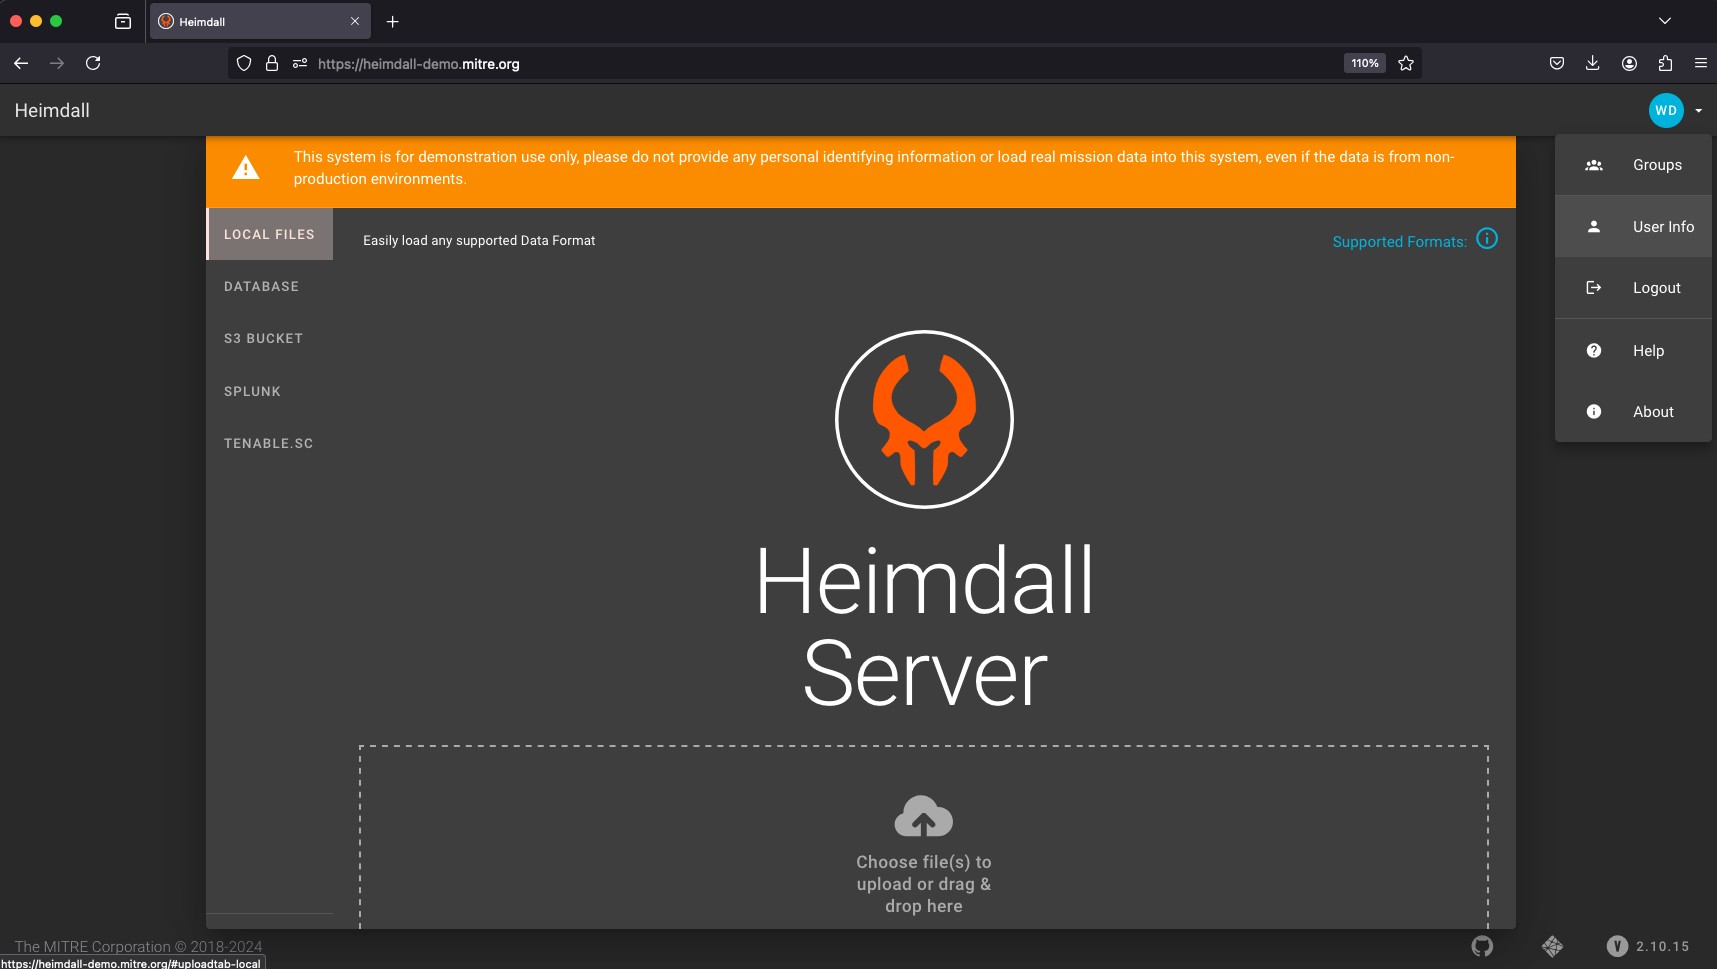 Heimdall
https://heimdall-demo.mitre.org
110%
Heimdall
WD
This system is for demonstration use only, please do not provide any personal identifying information or load real mission data into this system, even if the data is from non-
production environments.
Groups
User Info
Logout
Help
About
LOCAL FILES
DATABASE
S3 BUCKET
SPLUNK
TENABLE.SC
Easily load any supported Data Format
Supported Formats:
Heimdall
Server
Choose file(s) to
upload or drag &
drop here
The MITRE Corporation © 2018-2024
V 2.10.15
https://heimdall-demo.mitre.org/#uploadtab-local